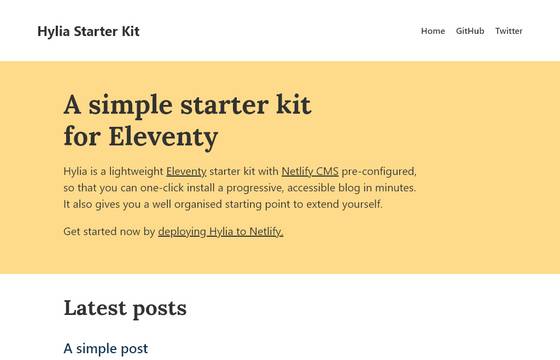 Hylia Starter Kit
Home GitHub Twitter
A simple starter kit
for Eleventy
Hylia is a lightweight Eleventy starter kit with Netlify CMS pre-configured,
so that you can one-click install a progressive, accessible blog in minutes.
It also gives you a well organised starting point to extend yourself.
Get started now by deploying Hylia to Netlify.
Latest posts
A simple post